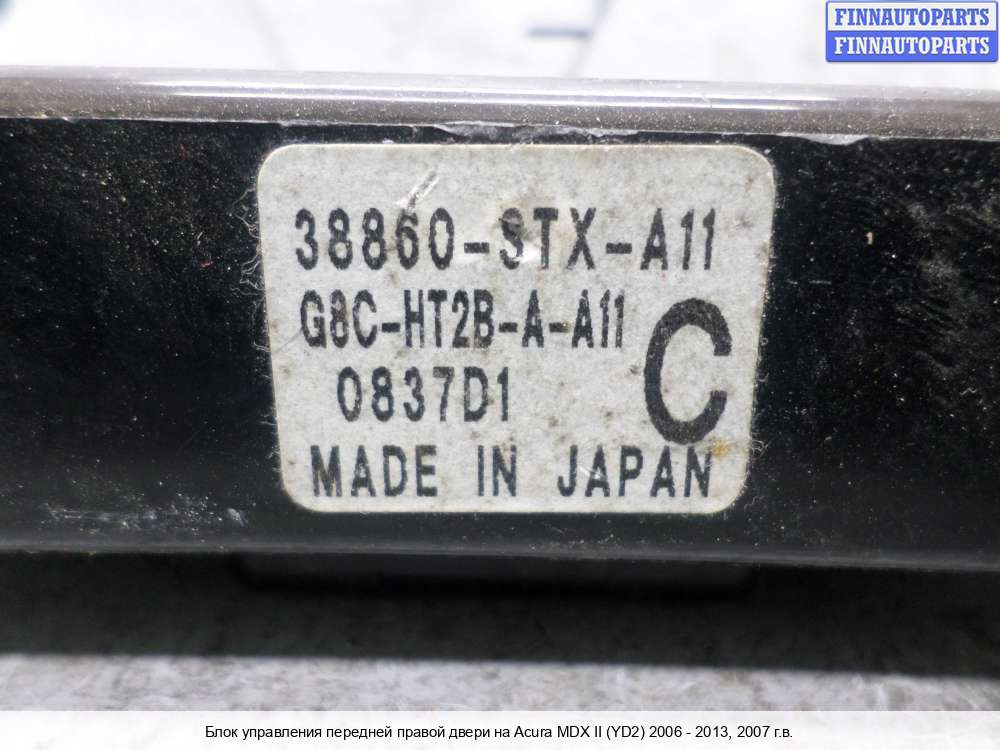 FINNAUTOPARTS
FINNAUTOPARTS
38860-STX-A11
G8C-HT2B-A-A11
C
0837D1
MADE IN JAPAN
Блок управления передней правой двери на Acura MDX II (YD2) 2006 - 2013, 2007 г.в.